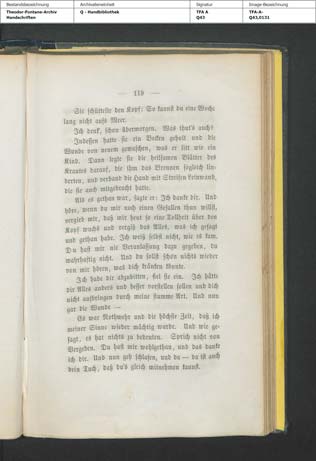 Bestandsbezeichnung Archivaleinheit Signatur Image-Bezeichnung
Theodor-Fontane-Archiv Q - Handbibliothek TFA A TFA-A-
Handschriften Q43 Q43,0131
— 119 —
Sie schüttelte den Kopf: So kannst du eine Woche
lang nicht aufs Meer.
Ich denk, schon übermorgen. Was thut's auch?
Indessen hatte sie ein Becken geholt und die
Wunde von neuem gewaschen, was er litt wie ein
Kind. Dann legte sie die heilsamen Blätter des
Krautes darauf, die ihm das Brennen sogleich lin-
derten, und verband die Hand mit Streifen Leinwand,
die sie auch mitgebracht hatte.
Als es gethan war, sagte er: Ich danke dir. Und
höre, wenn du mir noch einen Gefallen thun willst,
vergieb mir, daß mir heut so eine Tollheit über den
Kopf wuchs und vergiß das Alles, was ich gesagt
und gethan habe. Ich weiß selbst nicht, wie es kam.
Du hast mir nie Veranlassung dazu gegeben, du
wahrhaftig nicht. Und du sollst schon nichts wieder
von mir hören, was dich kränken könnte.
Ich habe dir abzubitten, fiel sie ein. Ich hätte
dir Alles anders und besser vorstellen sollen und dich
nicht aufbringen durch meine stumme Art. Und nun
gar die Wunde —
Es war Nothwehr und die höchste Zeit, daß ich
meiner Sinne wieder mächtig wurde. Und wie ge-
sagt, es hat nichts zu bedeuten. Sprich nicht von
Vergeben. Du hast mir wohlgethan, und das danke
ich dir. Und nun geh schlafen, und da — da ist auch
dein Tuch, daß du's gleich mitnehmen kannst.